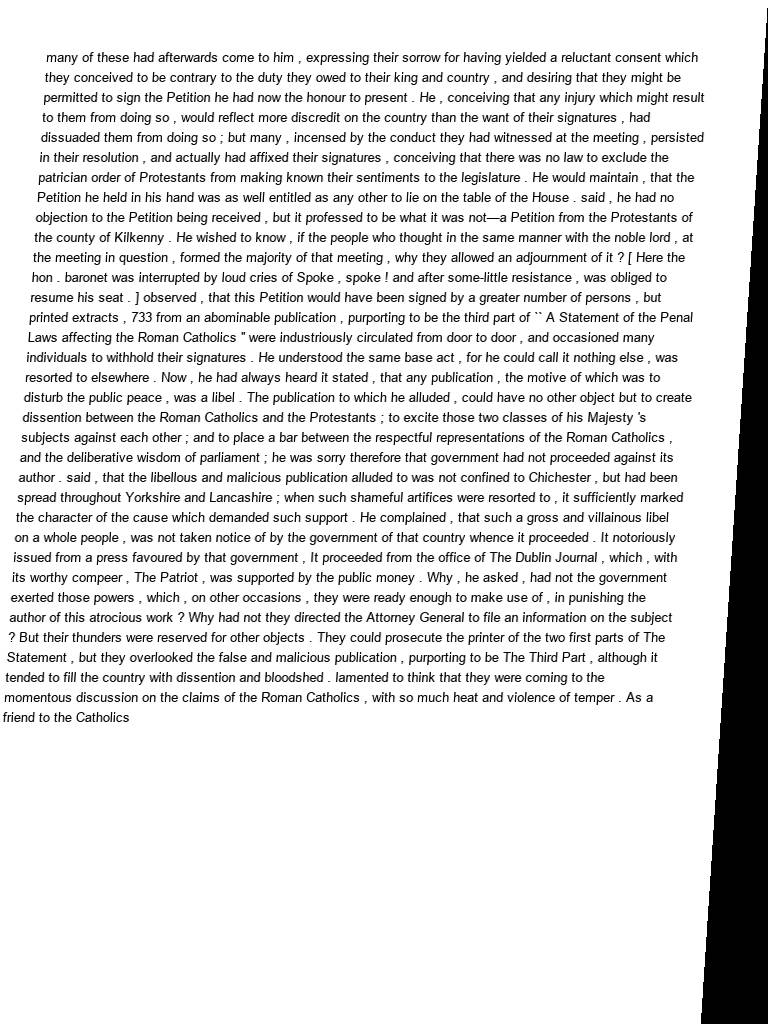 many of these had afterwards come to him , expressing their sorrow for having yielded a reluctant consent which
they conceived to be contrary to the duty they owed to their king and country , and desiring that they might be
permitted to sign the Petition he had now the honour to present . He , conceiving that any injury which might result
to them from doing so , would reflect more discredit on the country than the want of their signatures , had
dissuaded them from doing so ; but many , incensed by the conduct they had witnessed at the meeting , persisted
in their resolution , and actually had affixed their signatures , conceiving that there was no law to exclude the
patrician order of Protestants from making known their sentiments to the legislature . He would maintain , that the
Petition he held in his hand was as well entitled as any other to lie on the table of the House . said , he had no
objection to the Petition being received , but it professed to be what it was not—a Petition from the Protestants of
the county of Kilkenny . He wished to know , if the people who thought in the same manner with the noble lord , at
the meeting in question , formed the majority of that meeting , why they allowed an adjournment of it ? [ Here the
hon . baronet was interrupted by loud cries of Spoke , spoke ! and after some-little resistance , was obliged to
resume his seat . ] observed , that this Petition would have been signed by a greater number of persons , but
printed extracts , 733 from an abominable publication , purporting to be the third part of `` A Statement of the Penal
Laws affecting the Roman Catholics " were industriously circulated from door to door , and occasioned many
individuals to withhold their signatures . He understood the same base act , for he could call it nothing else , was
resorted to elsewhere . Now , he had always heard it stated , that any publication , the motive of which was to
disturb the public peace , was a libel . The publication to which he alluded , could have no other object but to create
dissention between the Roman Catholics and the Protestants ; to excite those two classes of his Majesty 's
subjects against each other ; and to place a bar between the respectful representations of the Roman Catholics ,
and the deliberative wisdom of parliament ; he was sorry therefore that government had not proceeded against its
author . said , that the libellous and malicious publication alluded to was not confined to Chichester , but had been
spread throughout Yorkshire and Lancashire ; when such shameful artifices were resorted to , it sufficiently marked
the character of the cause which demanded such support . He complained , that such a gross and villainous libel
on a whole people , was not taken notice of by the government of that country whence it proceeded . It notoriously
issued from a press favoured by that government , It proceeded from the office of The Dublin Journal , which , with
its worthy compeer , The Patriot , was supported by the public money . Why , he asked , had not the government
exerted those powers , which , on other occasions , they were ready enough to make use of , in punishing the
author of this atrocious work ? Why had not they directed the Attorney General to file an information on the subject
? But their thunders were reserved for other objects . They could prosecute the printer of the two first parts of The
Statement , but they overlooked the false and malicious publication , purporting to be The Third Part , although it
tended to fill the country with dissention and bloodshed . lamented to think that they were coming to the
momentous discussion on the claims of the Roman Catholics , with so much heat and violence of temper . As a
friend to the Catholics